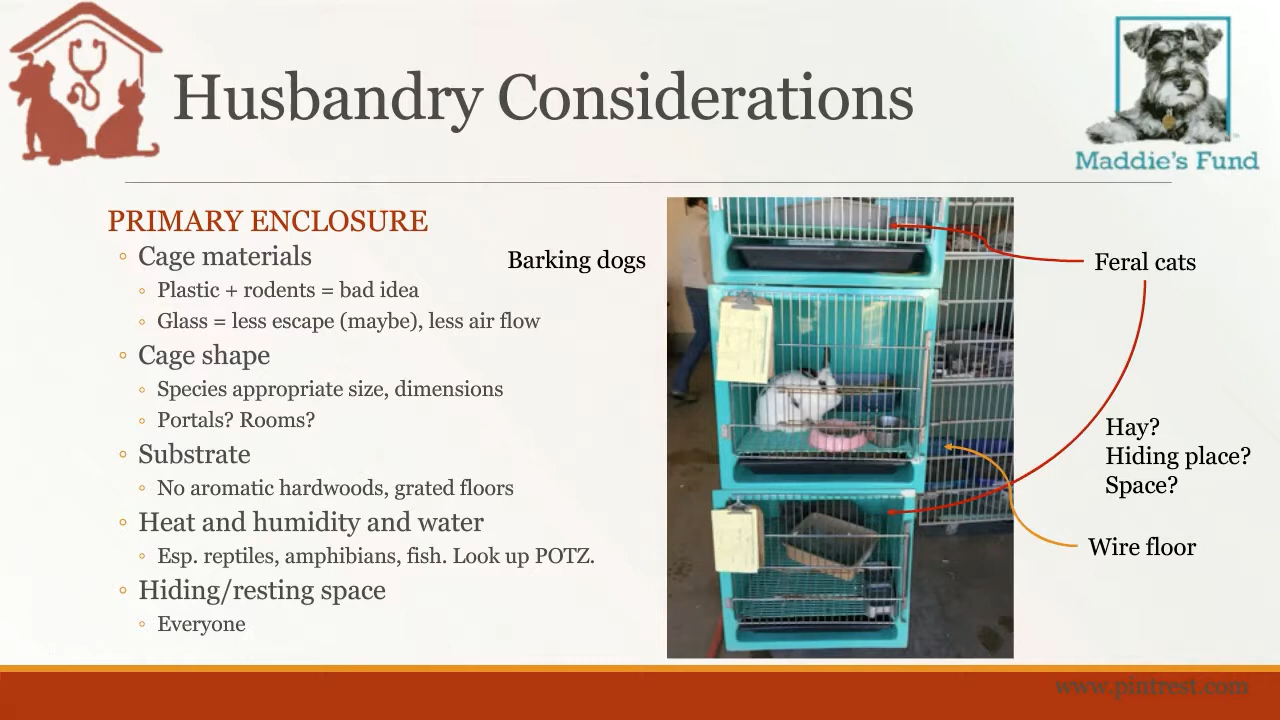 Husbandry Considerations
Maddie's Fund
PRIMARY ENCLOSURE
Cage materials
Plastic + rodents = bad idea
Glass = less escape (maybe), less air flow
Cage shape
Species appropriate size, dimensions
Portals? Rooms?
Substrate
No aromatic hardwoods, grated floors
Heat and humidity and water
Esp. reptiles, amphibians, fish. Look up POTZ.
Hiding/resting space
Everyone
Barking dogs
Feral cats
Hay?
Hiding place?
Space?
Wire floor
www.pintrest.com